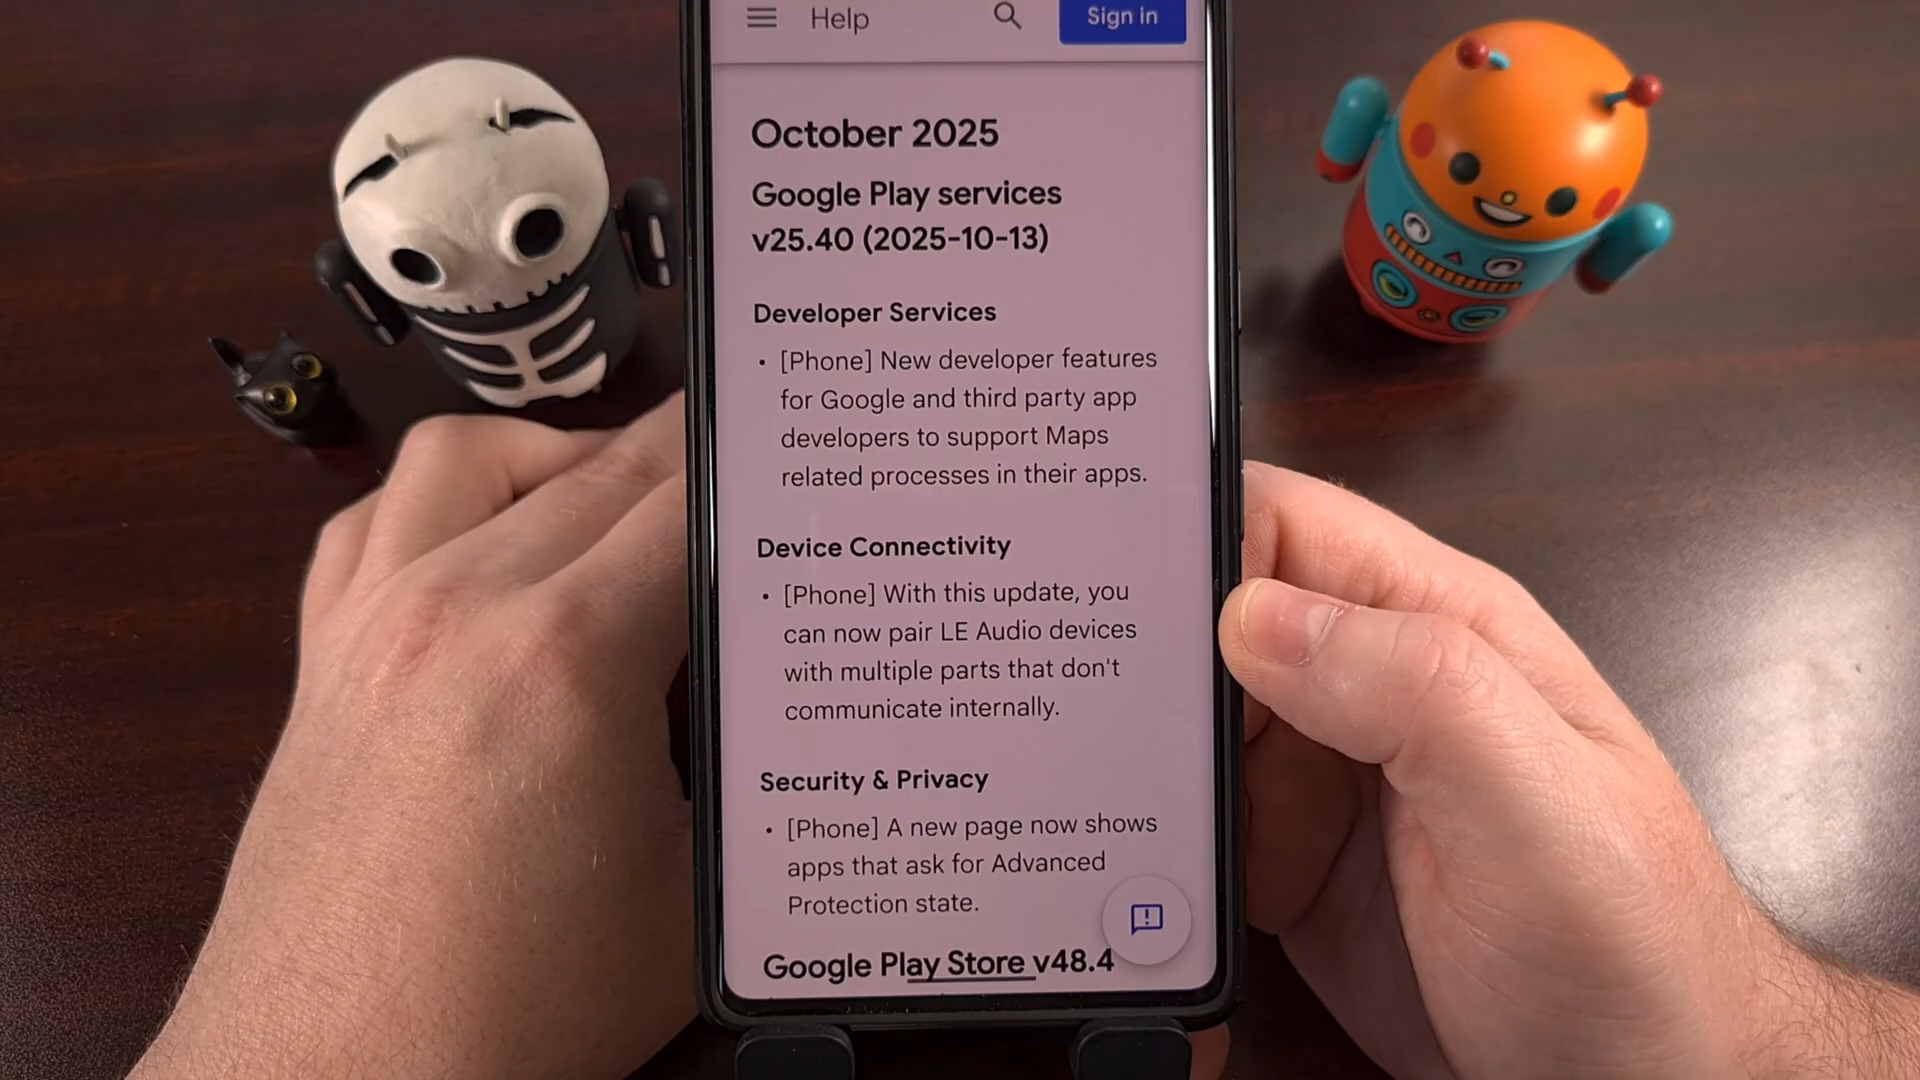 Help
Sign in
October 2025
Google Play services
v25.40 (2025-10-13)
Developer Services
• [Phone] New developer features
for Google and third party app
developers to support Maps
related processes in their apps.
Device Connectivity
• [Phone] With this update, you
can now pair LE Audio devices
with multiple parts that don't
communicate internally.
Security & Privacy
• [Phone] A new page now shows
apps that ask for Advanced
Protection state.
Google Play Store v48.4